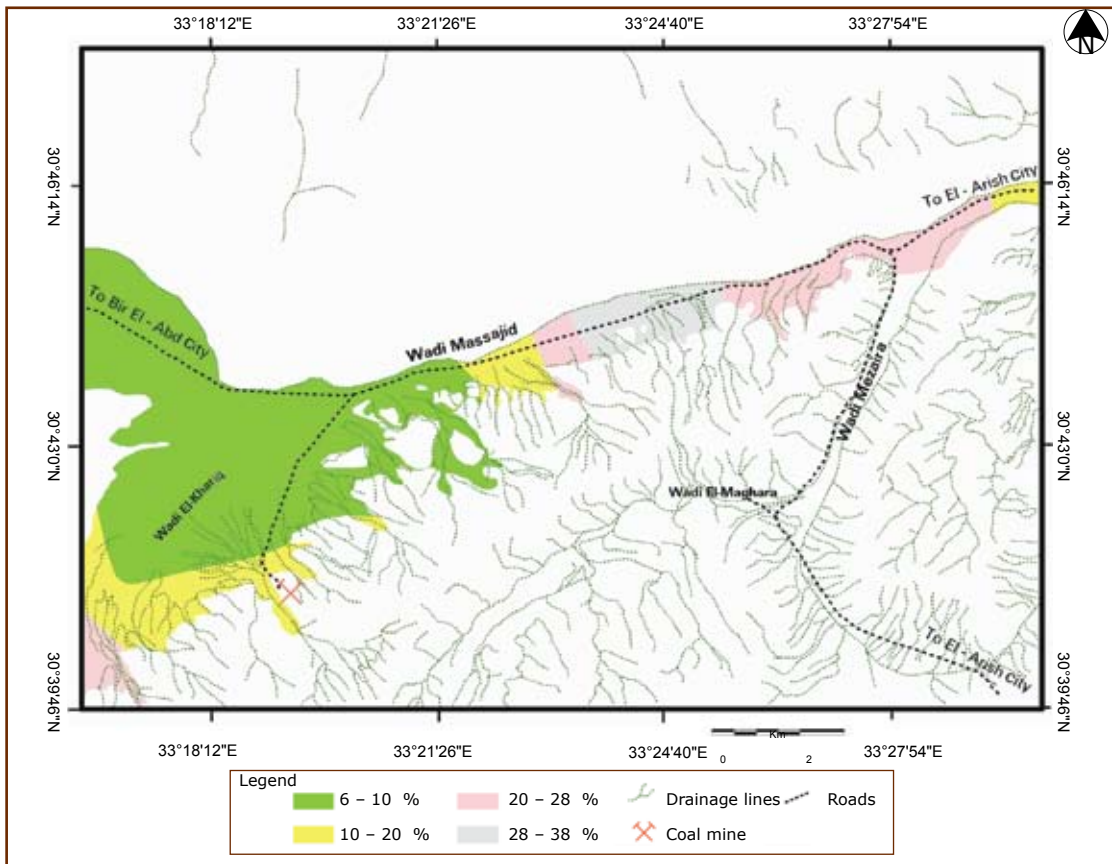 33°18'12"E 33°21'26"E 33°24'40"E 33°27'54"E
N
30°46'14"N
30°46'14"N
To El - Arish City
To Bir El - Abd City
Wadi Massajid
Wadi Mezaira
30°43'0"N
30°43'0"N
Wadi El-Kharig
Wadi El-Maghara
To El - Arish City
30°39'46"N
30°39'46"N
33°18'12"E 33°21'26"E 33°24'40"E 33°27'54"E
Km
0 2
Legend
6 – 10 % 20 – 28 % Drainage lines Roads
10 – 20 % 28 – 38 % Coal mine